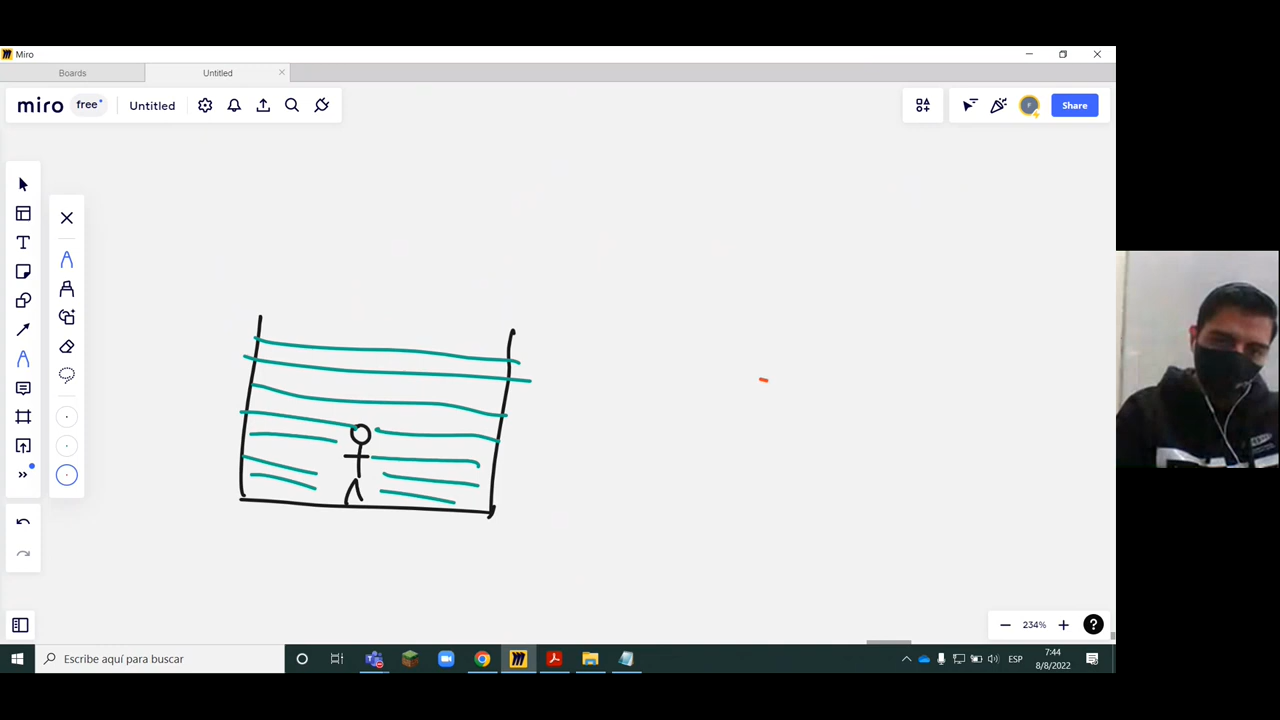 Miro
Boards
Untitled
miro free
Untitled
Share
234%
Escribe aquí para buscar
ESP
7:44
8/8/2022